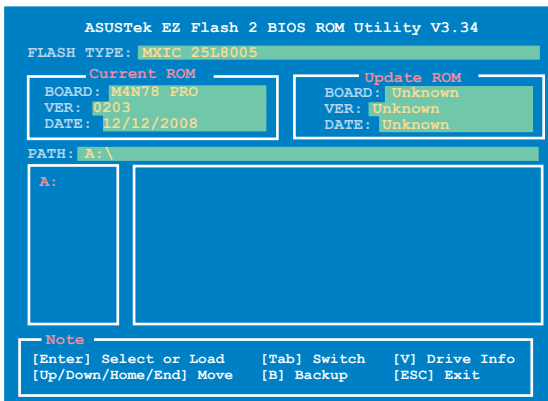 ASUSTek EZ Flash 2 BIOS ROM Utility V3.34
FLASH TYPE: MXIC 25L8005
Current ROM
BOARD: M4N78 PRO
VER: 0203
DATE: 12/12/2008
Update ROM
BOARD: Unknown
VER: Unknown
DATE: Unknown
PATH: A:\
A:
Note
[Enter] Select or Load [Tab] Switch [V] Drive Info
[Up/Down/Home/End] Move [B] Backup [ESC] Exit